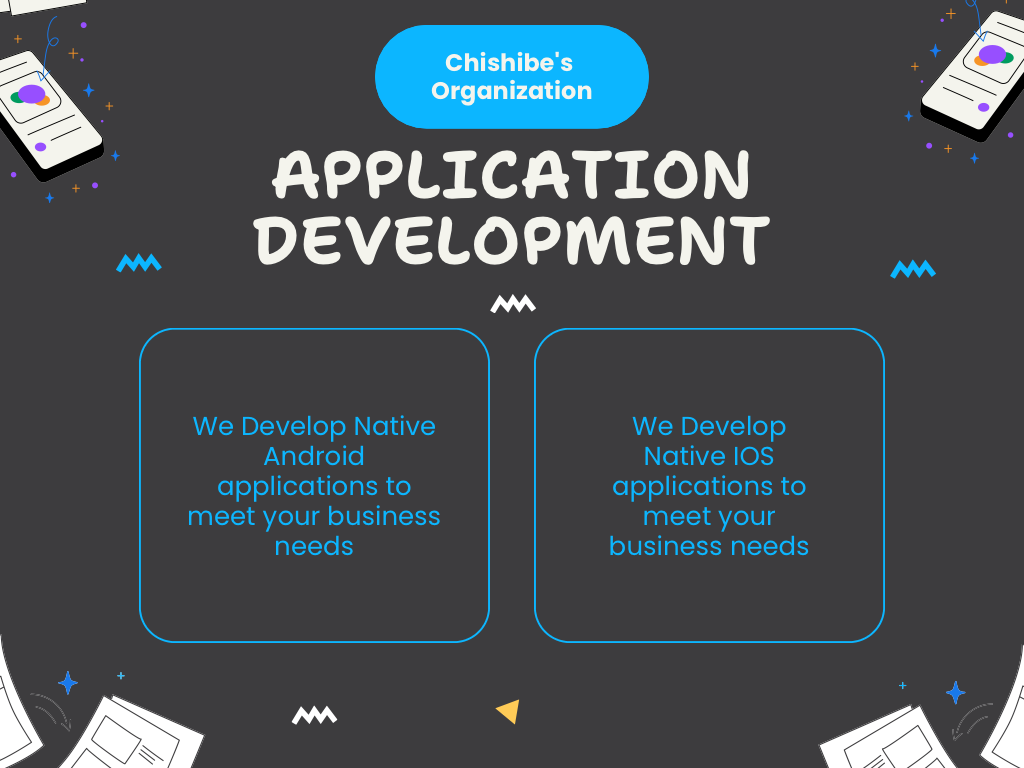 Chishibe's
Organization
APPLICATION
DEVELOPMENT
We Develop Native
Android
applications to
meet your business
needs
We Develop
Native IOS
applications to
meet your
business needs